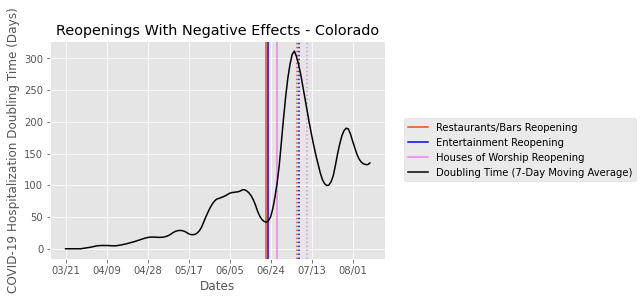 Reopenings With Negative Effects - Colorado
COVID-19 Hospitalization Doubling Time (Days)
300
250
200
150
100
50
0
03/21 04/09 04/28 05/17 06/05 06/24 07/13 08/01
Dates
Restaurants/Bars Reopening
Entertainment Reopening
Houses of Worship Reopening
Doubling Time (7-Day Moving Average)